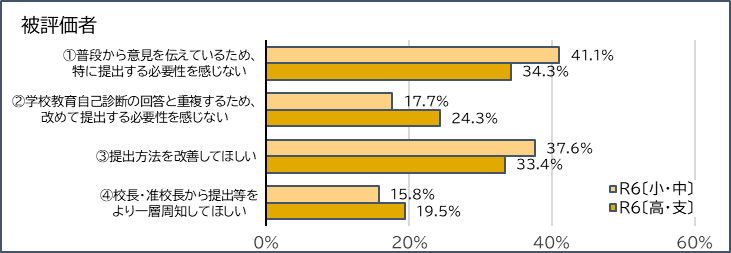 被評価者
①普段から意見を伝えているため、
特に提出する必要性を感じない
41.1%
34.3%
②学校教育自己診断の回答と重複するため、
改めて提出する必要性を感じない
17.7%
24.3%
③提出方法を改善してほしい
37.6%
33.4%
④校長・准校長から提出等を
より一層周知してほしい
15.8%
19.5%
R6〔小・中〕
R6〔高・支〕
0% 20% 40% 60%